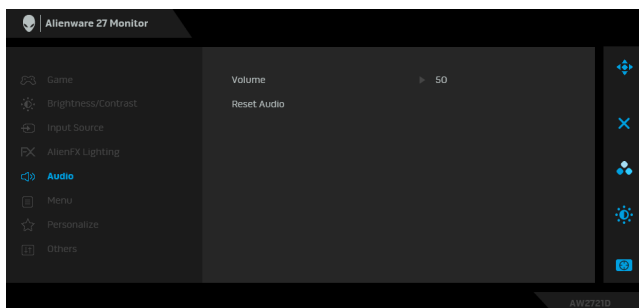 Alienware 27 Monitor
Game
Brightness/Contrast
Input Source
AlienFX Lighting
Audio
Menu
Personalize
Others
Volume 50
Reset Audio
AW2721D